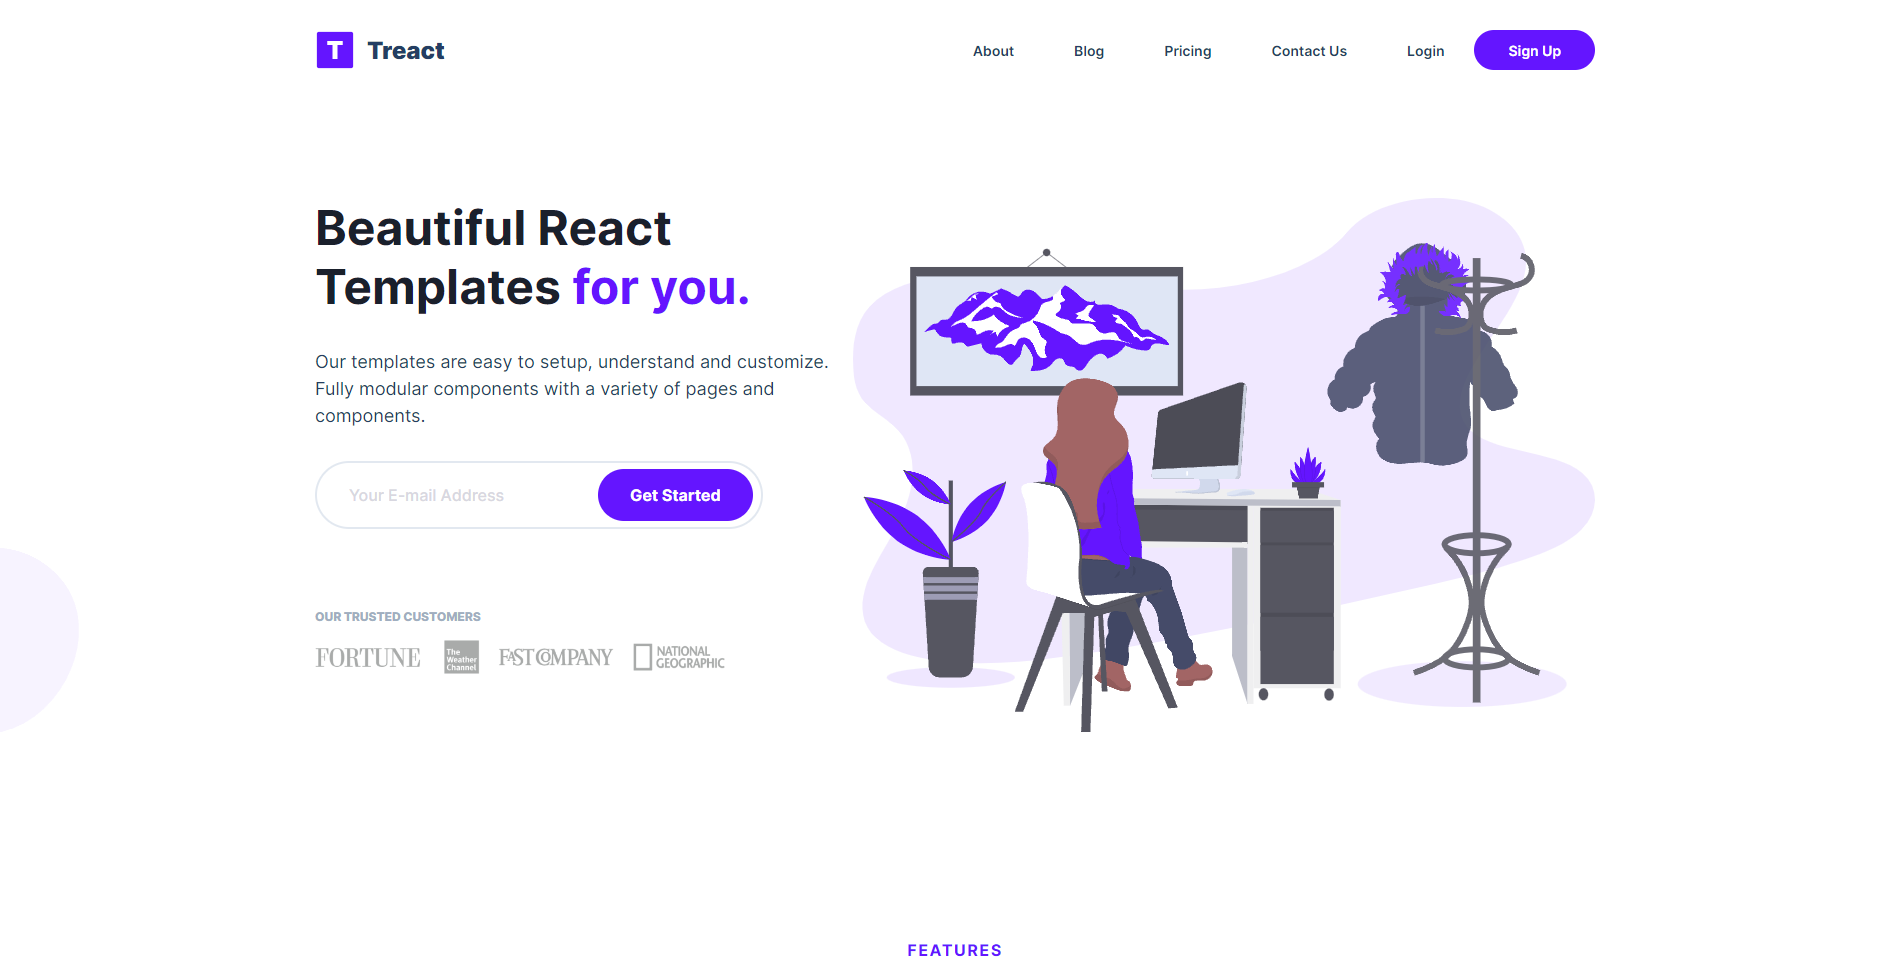 T Treact
About Blog Pricing Contact Us Login Sign Up
Beautiful React
Templates for you.
Our templates are easy to setup, understand and customize.
Fully modular components with a variety of pages and
components.
Your E-mail Address Get Started
OUR TRUSTED CUSTOMERS
FORTUNE
The
Weather
Channel
FAST COMPANY
NATIONAL
GEOGRAPHIC
FEATURES